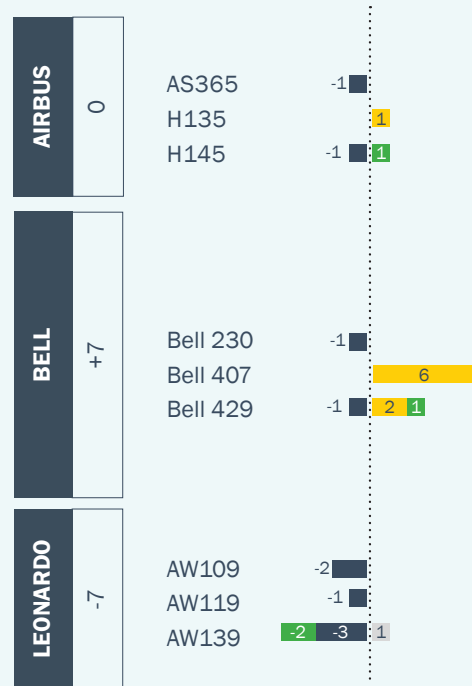 AIRBUS
0
AS365 -1
H135 1
H145 -1 1
BELL
+7
Bell 230 -1
Bell 407 6
Bell 429 -1 2 1
LEONARDO
-7
AW109 -2
AW119 -1
AW139 -2 -3 1